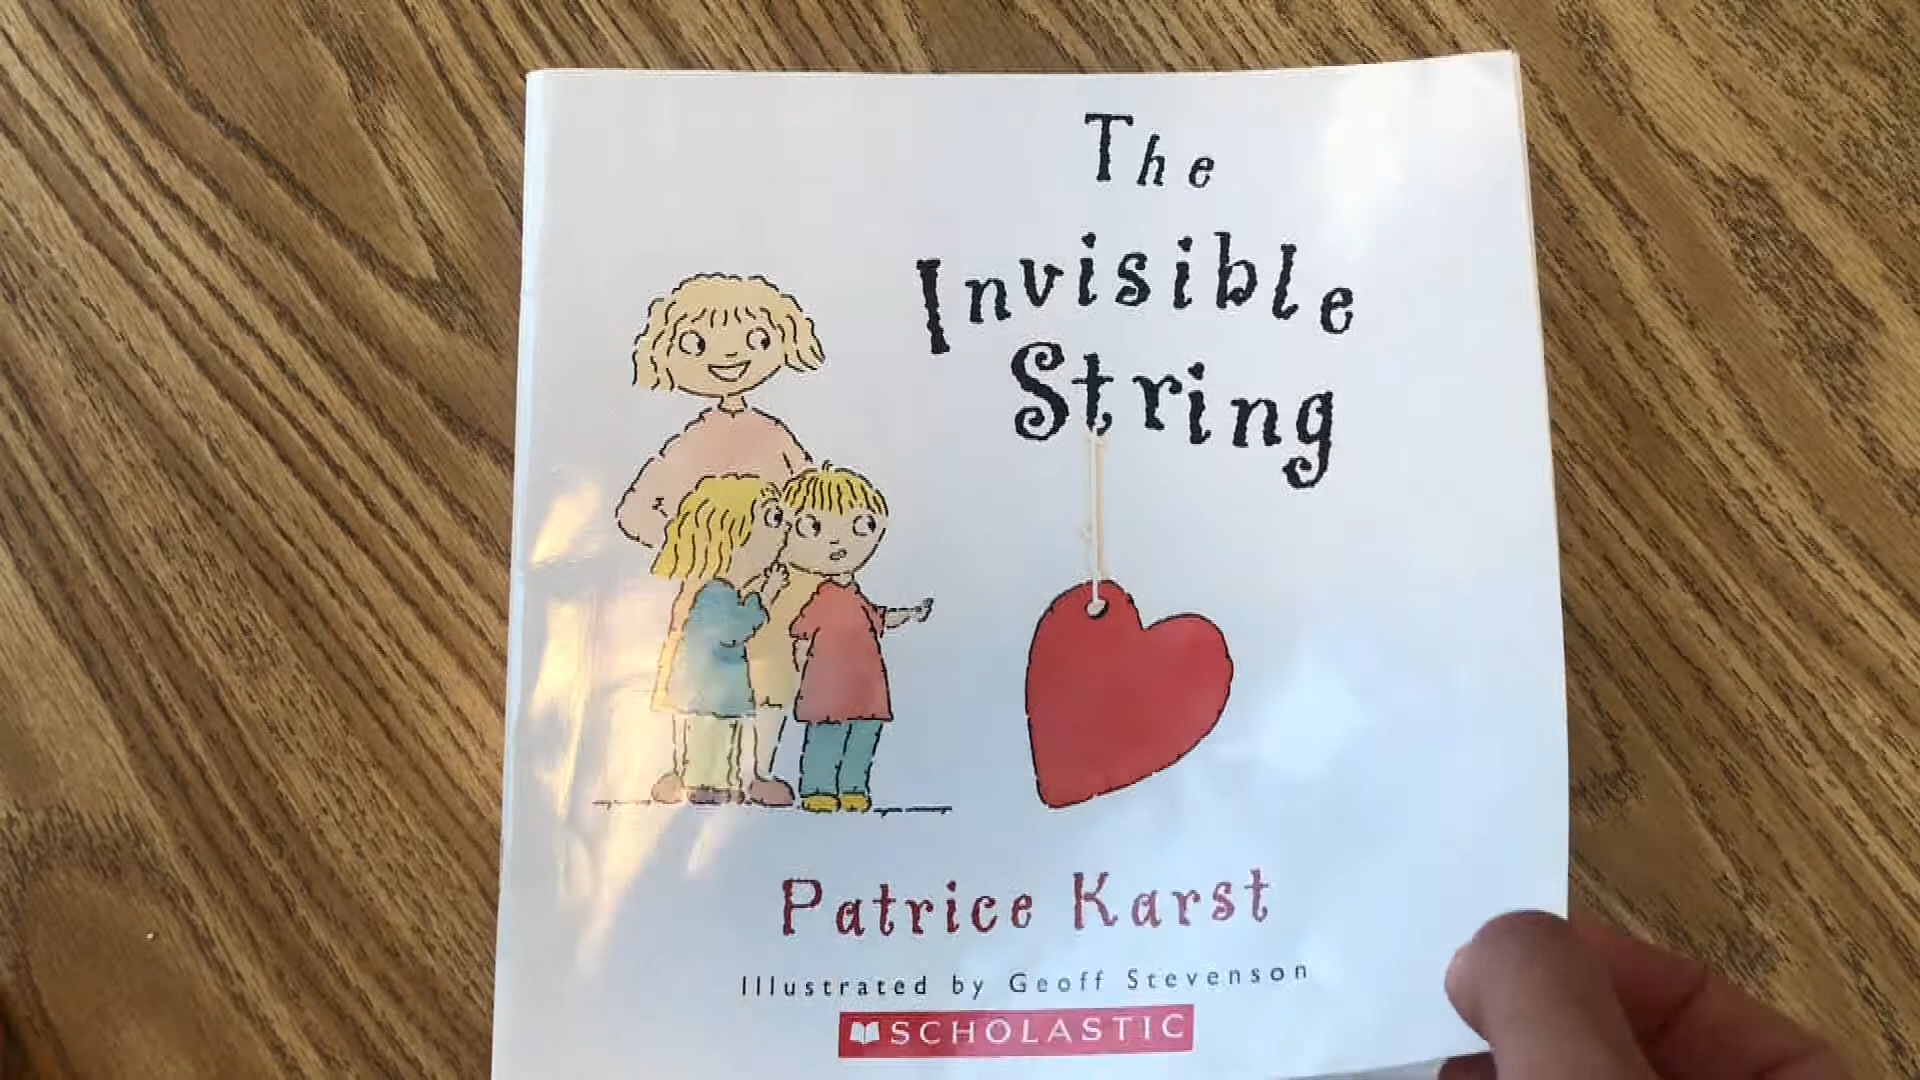 The
Invisible
String
Patrice Karst
Illustrated by Geoff Stevenson
SCHOLASTIC